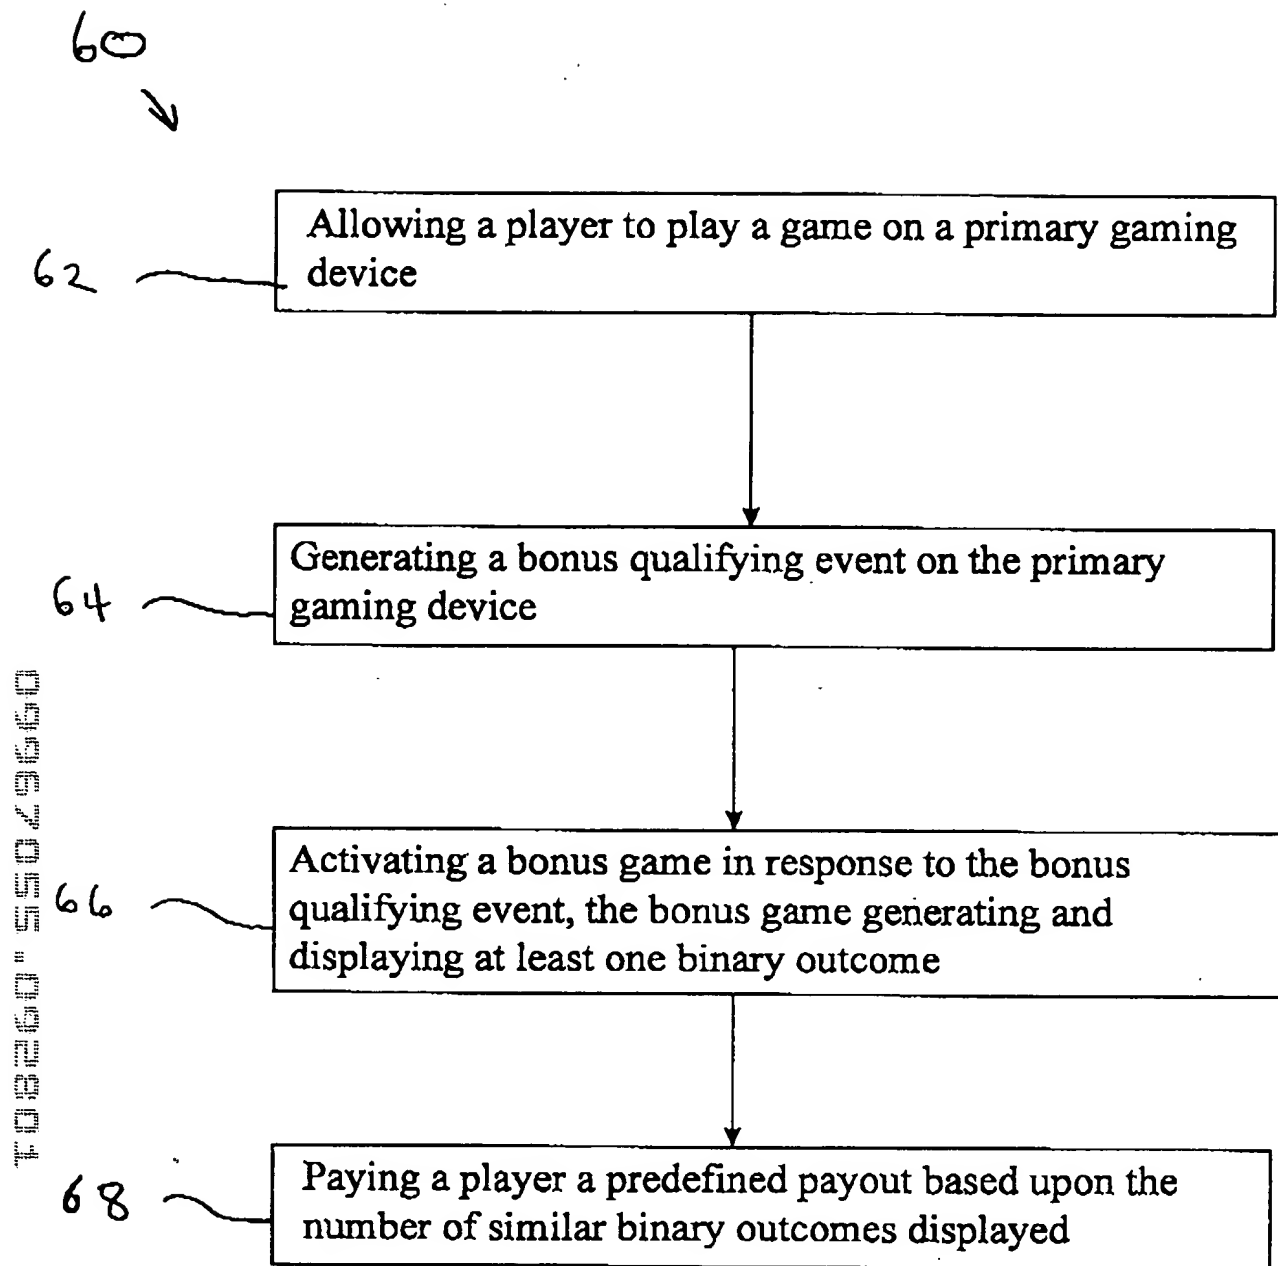 60
Allowing a player to play a game on a primary gaming
device
62
Generating a bonus qualifying event on the primary
gaming device
64
Activating a bonus game in response to the bonus
qualifying event, the bonus game generating and
displaying at least one binary outcome
66
Paying a player a predefined payout based upon the
number of similar binary outcomes displayed
68
09967055.092801